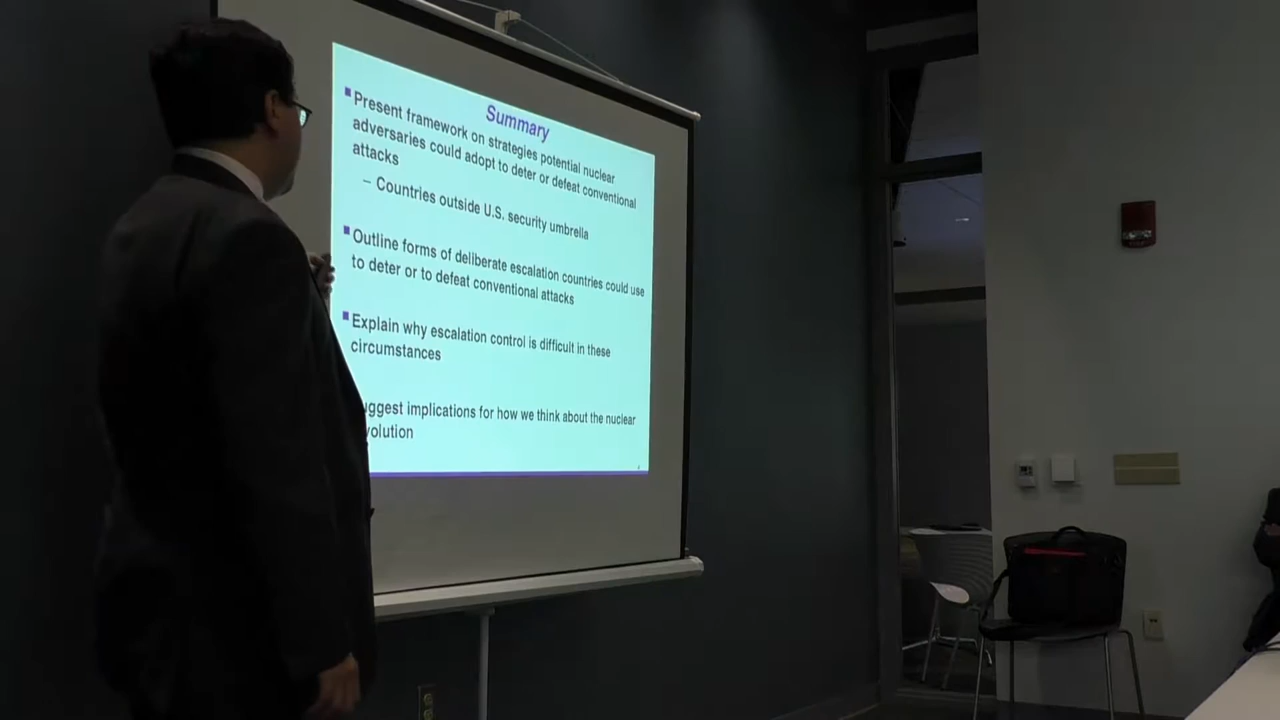 Summary
Present framework on strategies potential nuclear
adversaries could adopt to deter or defeat conventional
attacks
– Countries outside U.S. security umbrella
Outline forms of deliberate escalation countries could use
to deter or to defeat conventional attacks
Explain why escalation control is difficult in these
circumstances
uggest implications for how we think about the nuclear
volution